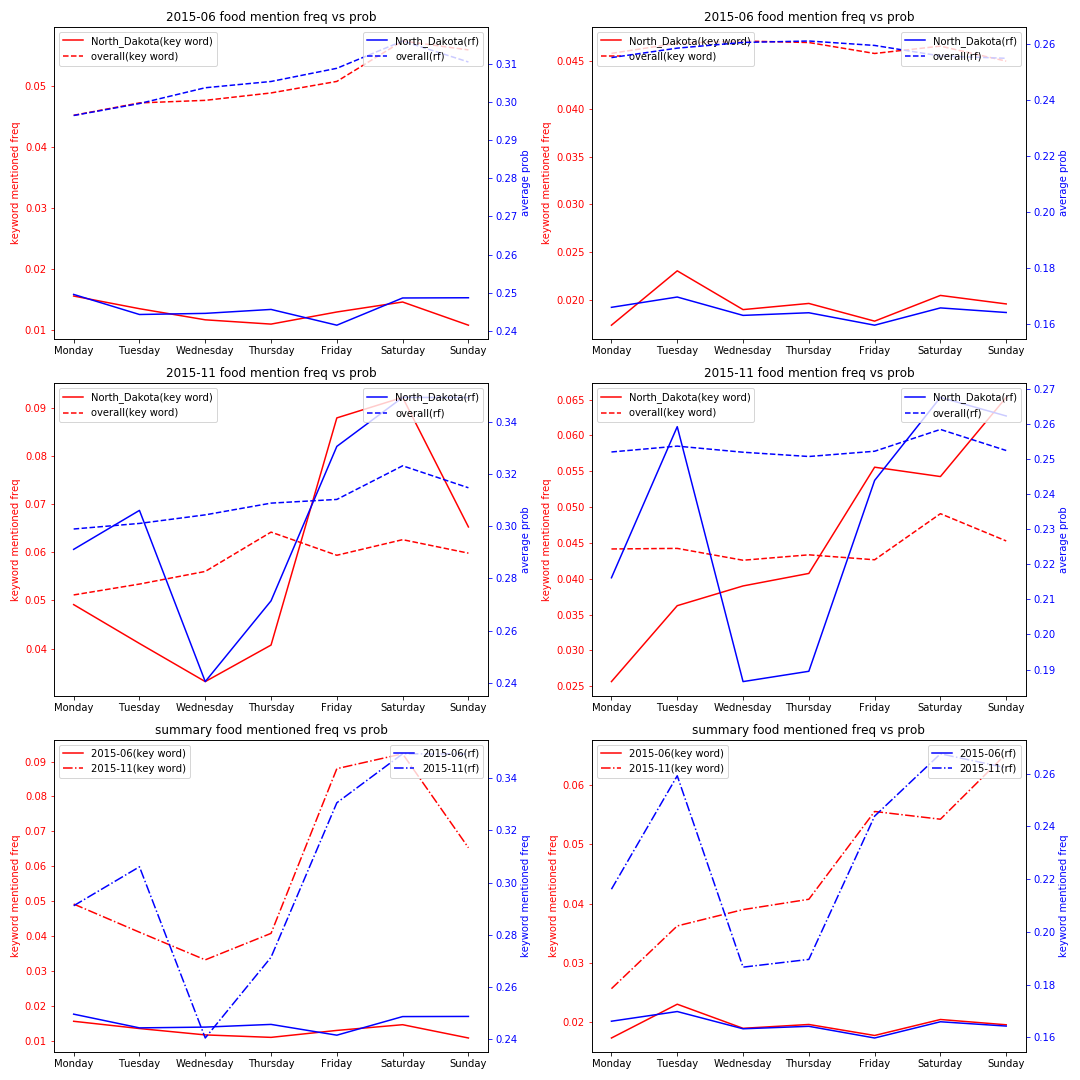 2015-06 food mention freq vs prob
North_Dakota(key word)
overall(key word)
North_Dakota(rf)
overall(rf)
keyword mentioned freq
0.05
0.04
0.03
0.02
0.01
average prob
0.31
0.30
0.29
0.28
0.27
0.26
0.25
0.24
Monday Tuesday Wednesday Thursday Friday Saturday Sunday
2015-06 food mention freq vs prob
North_Dakota(key word)
overall(key word)
North_Dakota(rf)
overall(rf)
keyword mentioned freq
0.045
0.040
0.035
0.030
0.025
0.020
average prob
0.26
0.24
0.22
0.20
0.18
0.16
Monday Tuesday Wednesday Thursday Friday Saturday Sunday
2015-11 food mention freq vs prob
North_Dakota(key word)
overall(key word)
North_Dakota(rf)
overall(rf)
keyword mentioned freq
0.09
0.08
0.07
0.06
0.05
0.04
average prob
0.34
0.32
0.30
0.28
0.26
0.24
Monday Tuesday Wednesday Thursday Friday Saturday Sunday
2015-11 food mention freq vs prob
North_Dakota(key word)
overall(key word)
North_Dakota(rf)
overall(rf)
keyword mentioned freq
0.065
0.060
0.055
0.050
0.045
0.040
0.035
0.030
0.025
average prob
0.27
0.26
0.25
0.24
0.23
0.22
0.21
0.20
0.19
Monday Tuesday Wednesday Thursday Friday Saturday Sunday
summary food mentioned freq vs prob
2015-06(key word)
2015-11(key word)
2015-06(rf)
2015-11(rf)
keyword mentioned freq
0.09
0.08
0.07
0.06
0.05
0.04
0.03
0.02
0.01
keyword mentioned freq
0.34
0.32
0.30
0.28
0.26
0.24
Monday Tuesday Wednesday Thursday Friday Saturday Sunday
summary food mentioned freq vs prob
2015-06(key word)
2015-11(key word)
2015-06(rf)
2015-11(rf)
keyword mentioned freq
0.06
0.05
0.04
0.03
0.02
keyword mentioned freq
0.26
0.24
0.22
0.20
0.18
0.16
Monday Tuesday Wednesday Thursday Friday Saturday Sunday